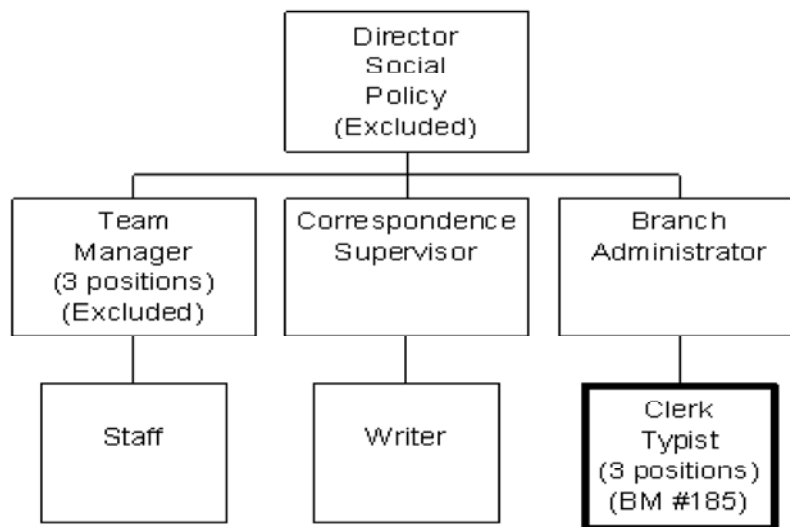 Director
Social
Policy
(Excluded)
Team
Manager
(3 positions)
(Excluded)
Correspondence
Supervisor
Branch
Administrator
Staff
Writer
Clerk
Typist
(3 positions)
(BM #185)